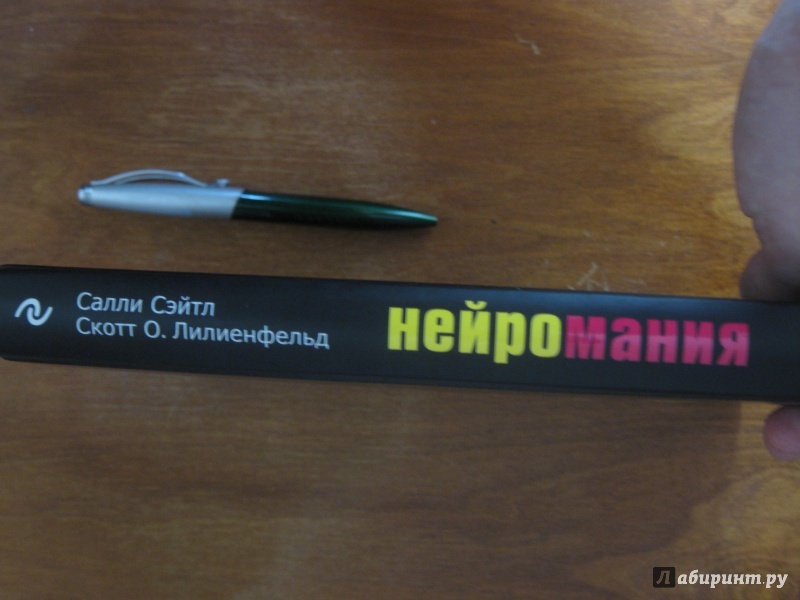 Салли Сэйтл
Скотт О. Лилиенфельд
нейромания
Лабиринт.ру